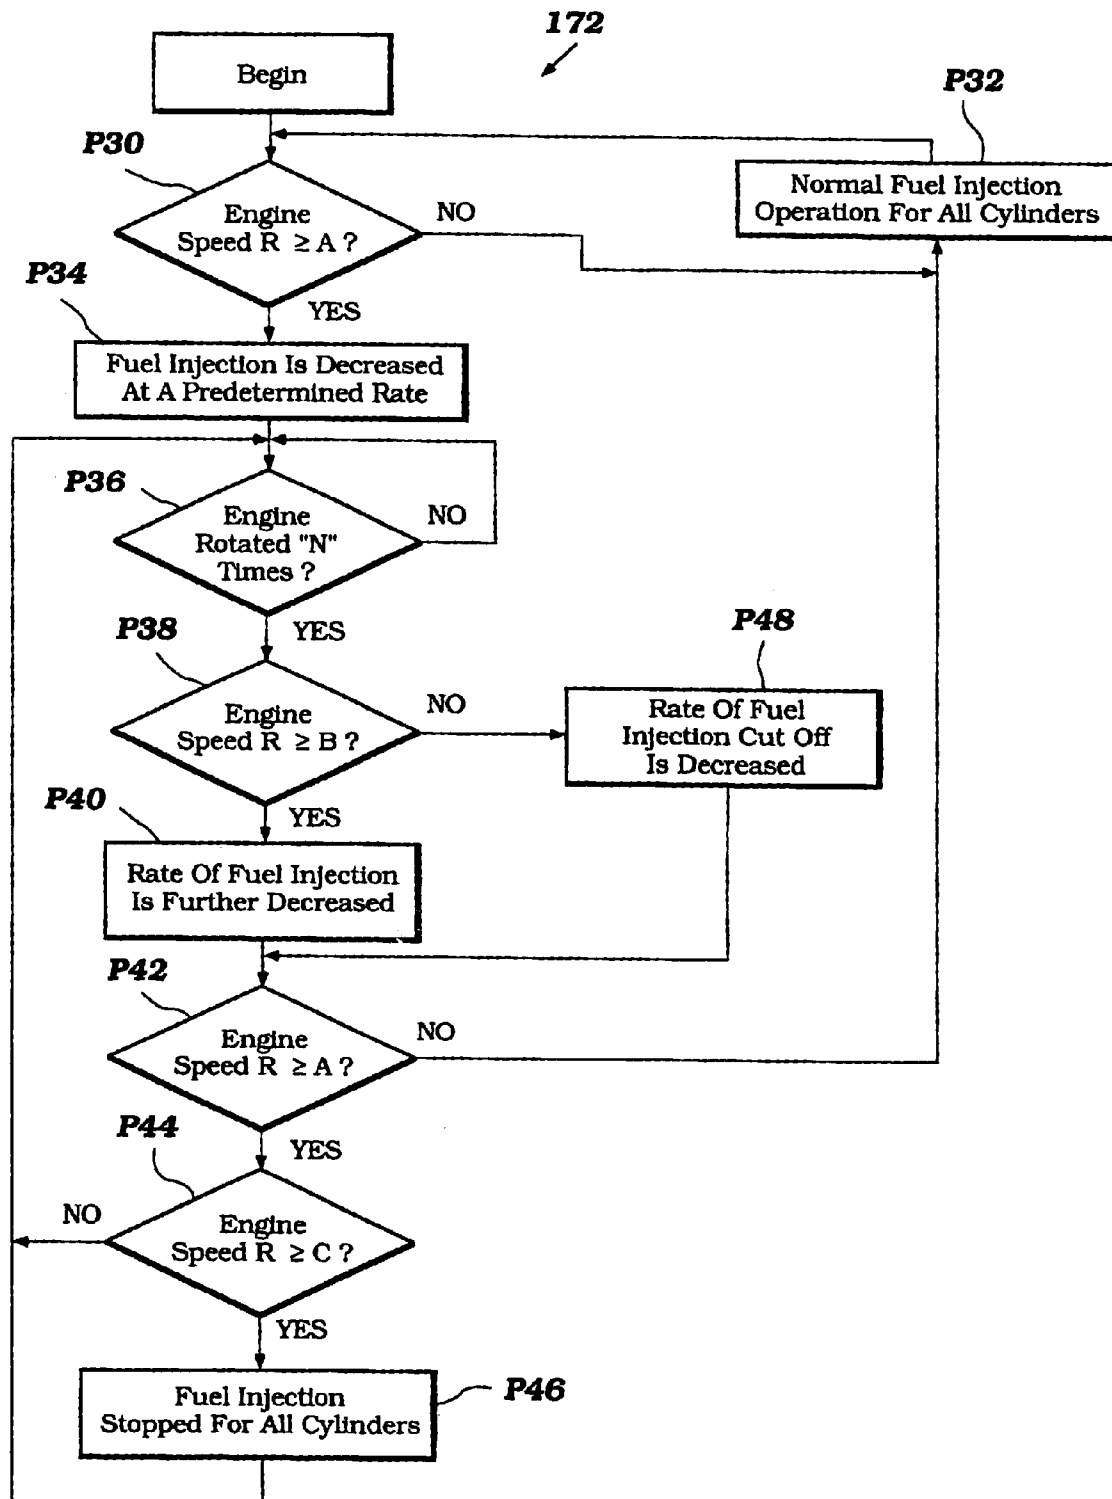 172
Begin
P32
P30
Normal Fuel Injection
Operation For All Cylinders
Engine
Speed R ≥ A ?
NO
P34
YES
Fuel Injection Is Decreased
At A Predetermined Rate
P36
Engine
Rotated "N"
Times ?
NO
P38
YES
P48
Engine
Speed R ≥ B ?
NO
Rate Of Fuel
Injection Cut Off
Is Decreased
P40
YES
Rate Of Fuel Injection
Is Further Decreased
P42
Engine
Speed R ≥ A ?
NO
P44
YES
NO
Engine
Speed R ≥ C ?
YES
P46
Fuel Injection
Stopped For All Cylinders